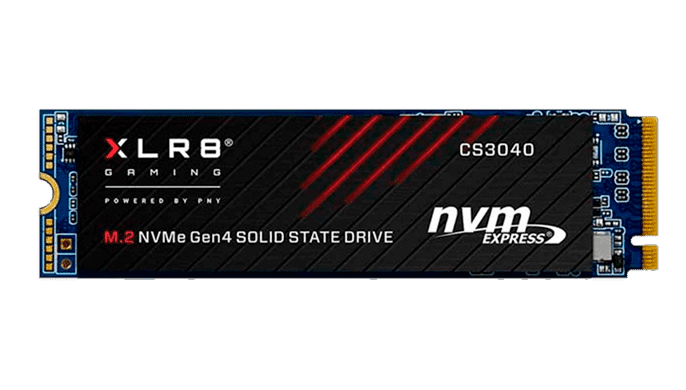 XLR8®
GAMING
POWERED BY PNY
M.2 NVMe Gen4 SOLID STATE DRIVE
CS3040
nvm
EXPRESS®